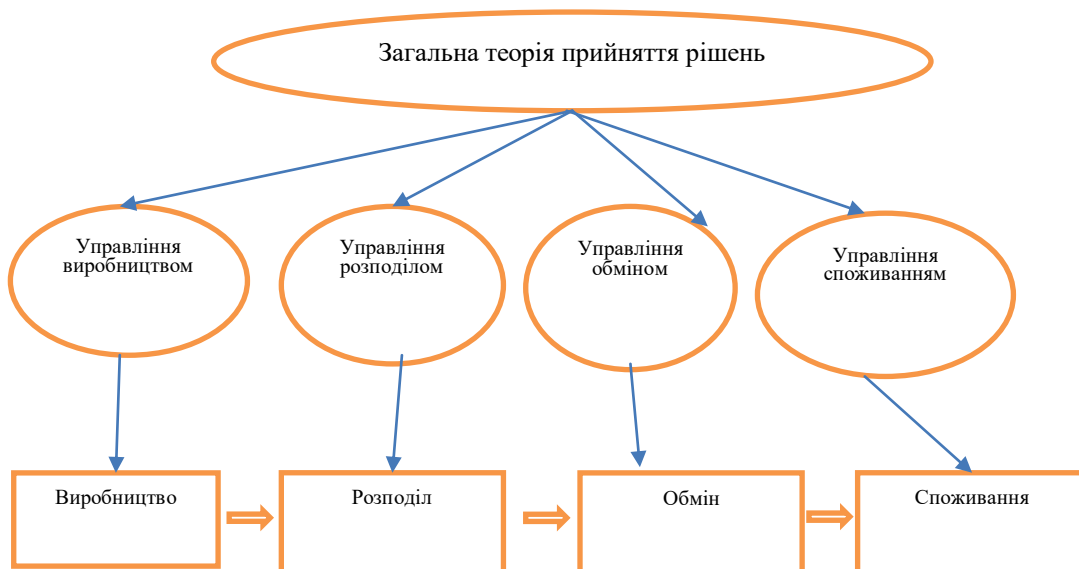 Загальна теорія прийняття рішень
Управління
виробництвом
Управління
розподілом
Управління
обміном
Управління
споживанням
Виробництво
Розподіл
Обмін
Споживання